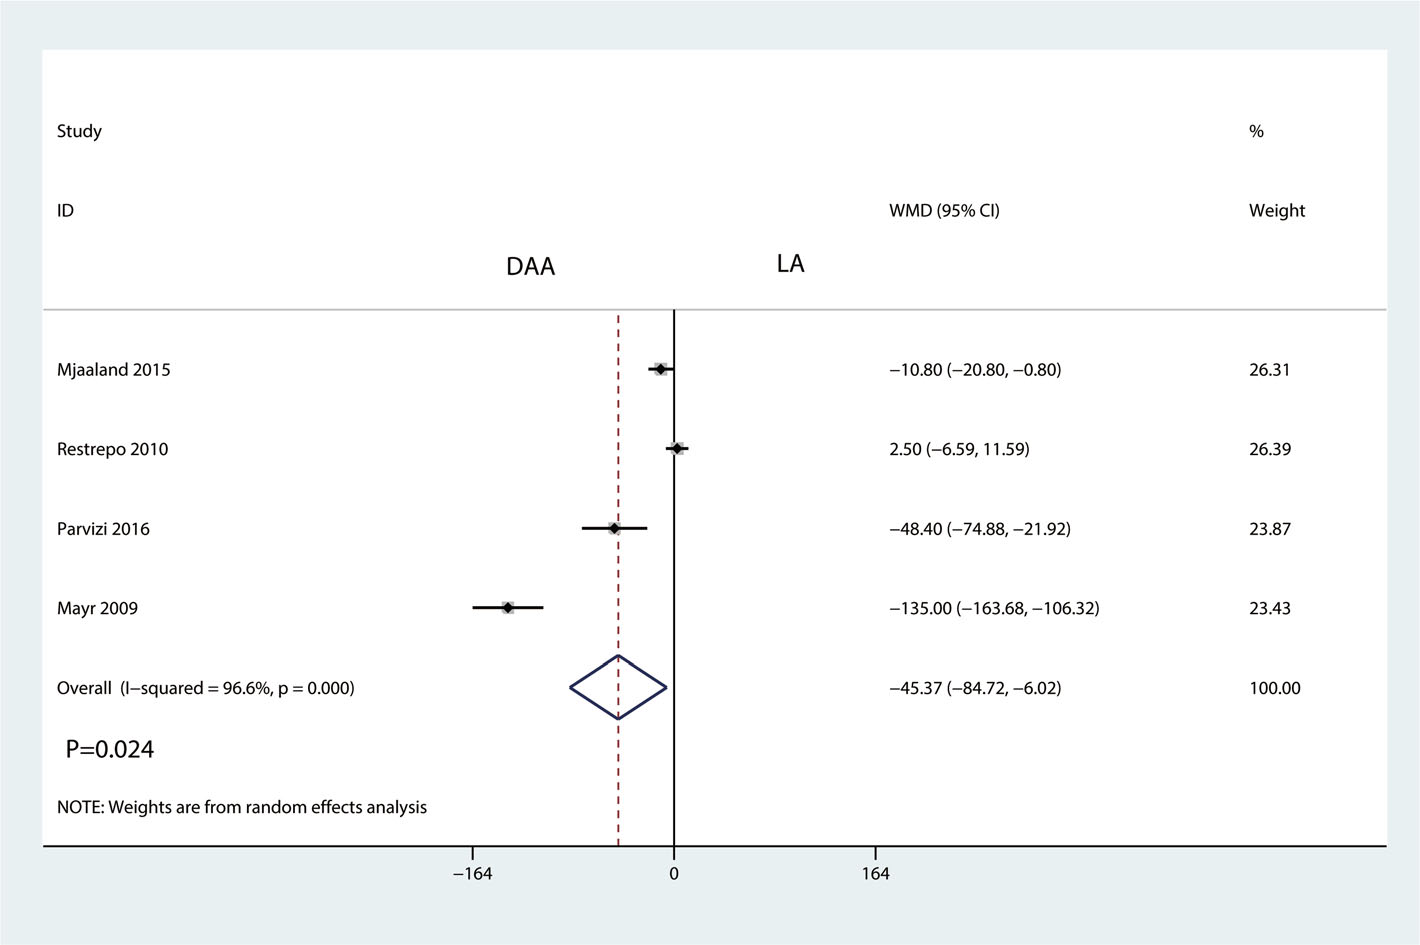 Study %
ID WMD (95% CI) Weight
DAA LA
Mjaaland 2015 −10.80 (−20.80, −0.80) 26.31
Restrepo 2010 2.50 (−6.59, 11.59) 26.39
Parvizi 2016 −48.40 (−74.88, −21.92) 23.87
Mayr 2009 −135.00 (−163.68, −106.32) 23.43
Overall (I−squared = 96.6%, p = 0.000) −45.37 (−84.72, −6.02) 100.00
P=0.024
NOTE: Weights are from random effects analysis
−164 0 164